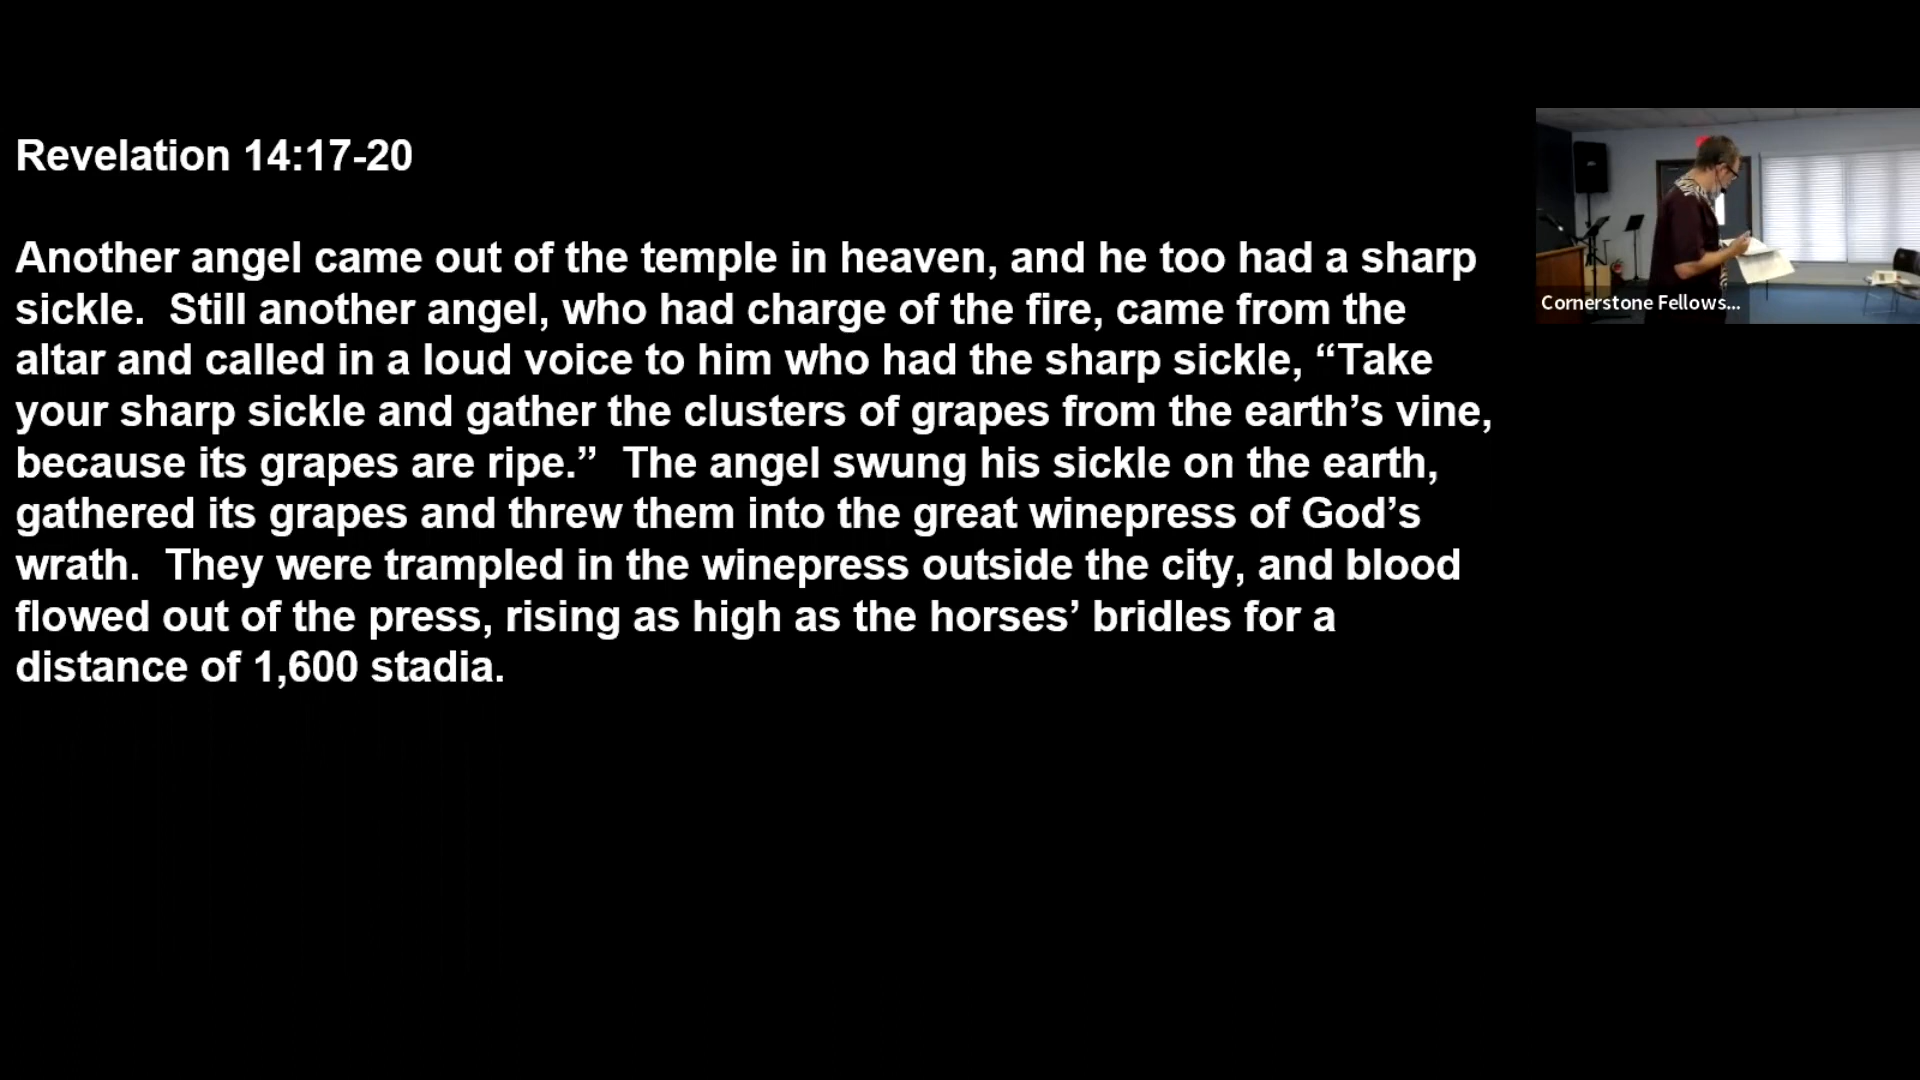 Revelation 14:17-20
Another angel came out of the temple in heaven, and he too had a sharp
sickle.  Still another angel, who had charge of the fire, came from the
altar and called in a loud voice to him who had the sharp sickle, “Take
your sharp sickle and gather the clusters of grapes from the earth’s vine,
because its grapes are ripe.”  The angel swung his sickle on the earth,
gathered its grapes and threw them into the great winepress of God’s
wrath.  They were trampled in the winepress outside the city, and blood
flowed out of the press, rising as high as the horses’ bridles for a
distance of 1,600 stadia.
Cornerstone Fellows...